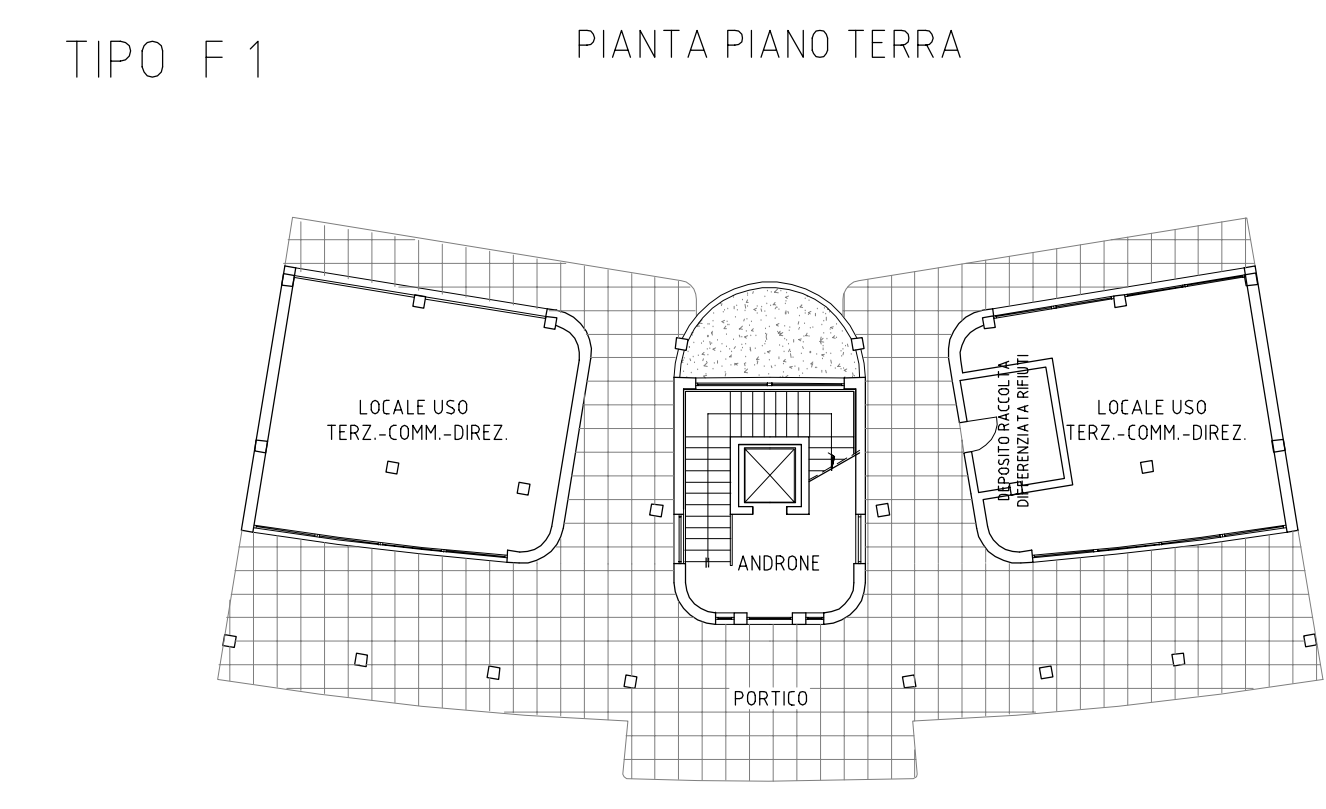 TIPO F 1
PIANTA PIANO TERRA
LOCALE USO
TERZ.-COMM.-DIREZ.
DEPOSITO RACCOLTA
DIFFERENZIATA RIFIUTI
LOCALE USO
TERZ.-COMM.-DIREZ.
ANDRONE
PORTICO